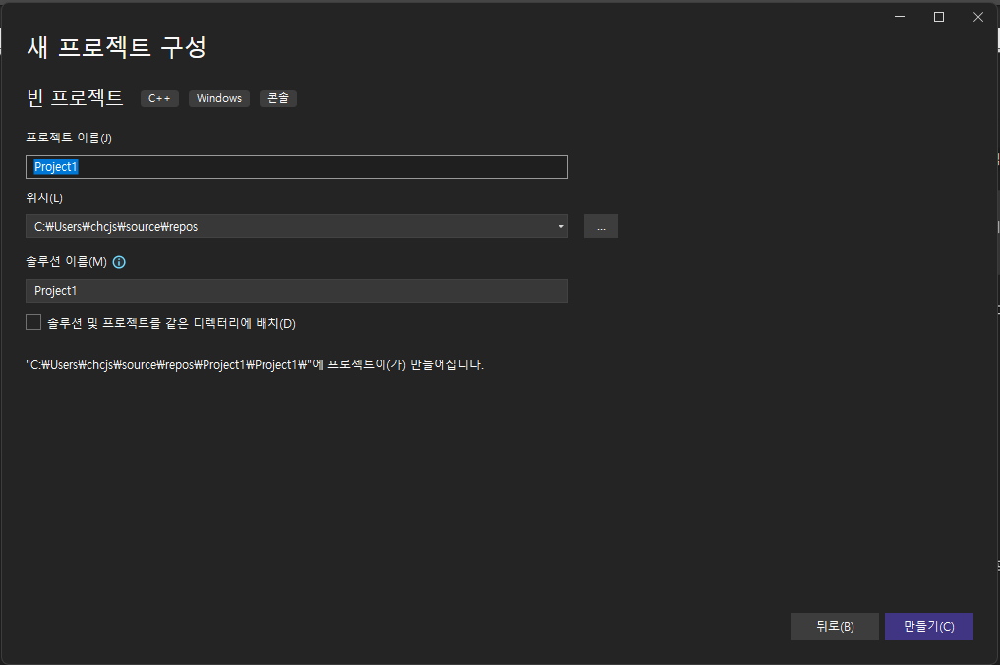 새 프로젝트 구성
빈 프로젝트 C++ Windows 콘솔
프로젝트 이름(J)
Project1
위치(L)
C:₩Users₩chcjs₩source₩repos
...
솔루션 이름(M)
Project1
솔루션 및 프로젝트를 같은 디렉터리에 배치(D)
"C:₩Users₩chcjs₩source₩repos₩Project1₩Project1₩"에 프로젝트이(가) 만들어집니다.
뒤로(B) 만들기(C)